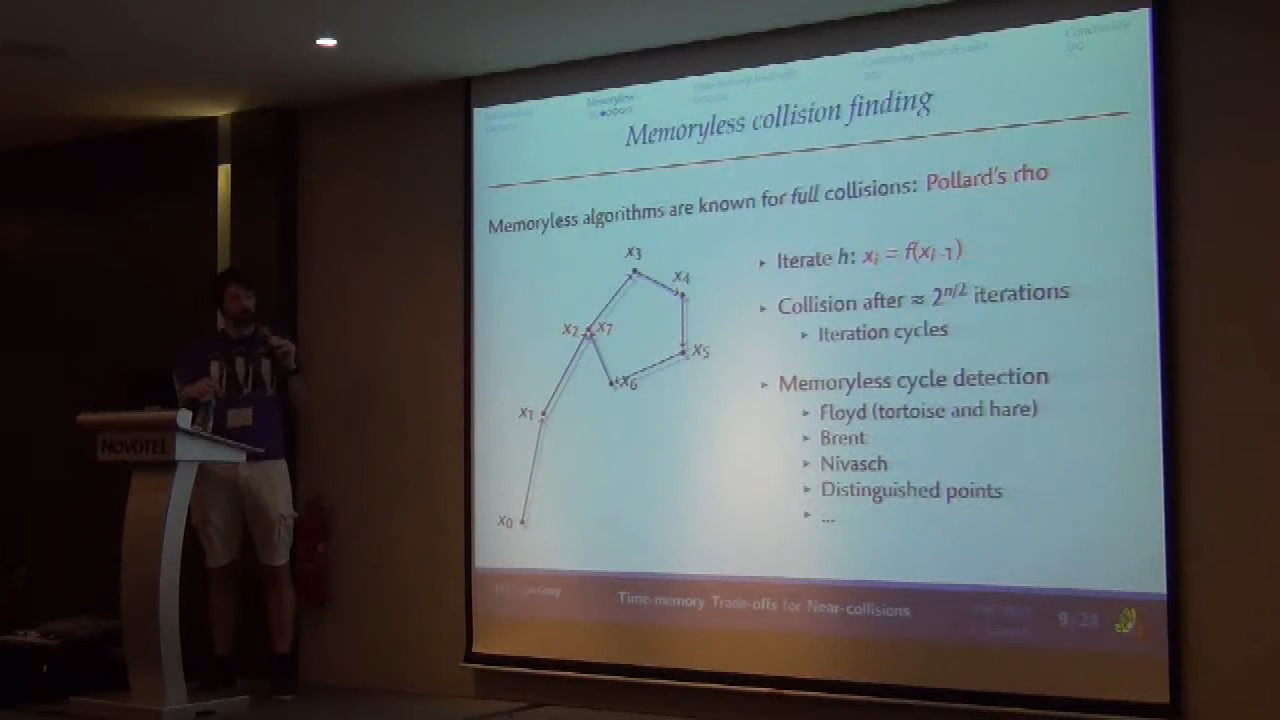 Memoryless
Memoryless collision finding
Memoryless algorithms are known for full collisions: Pollard's rho
x3
x4
x2 x7
x5
x6
x1
x0
▸ Iterate h: xi = f(xi-1)
▸ Collision after ≈ 2^n/2 iterations
▸ Iteration cycles
▸ Memoryless cycle detection
▸ Floyd (tortoise and hare)
▸ Brent
▸ Nivasch
▸ Distinguished points
▸ ...
Time-memory Trade-offs for Near-collisions
9
NOVOTEL